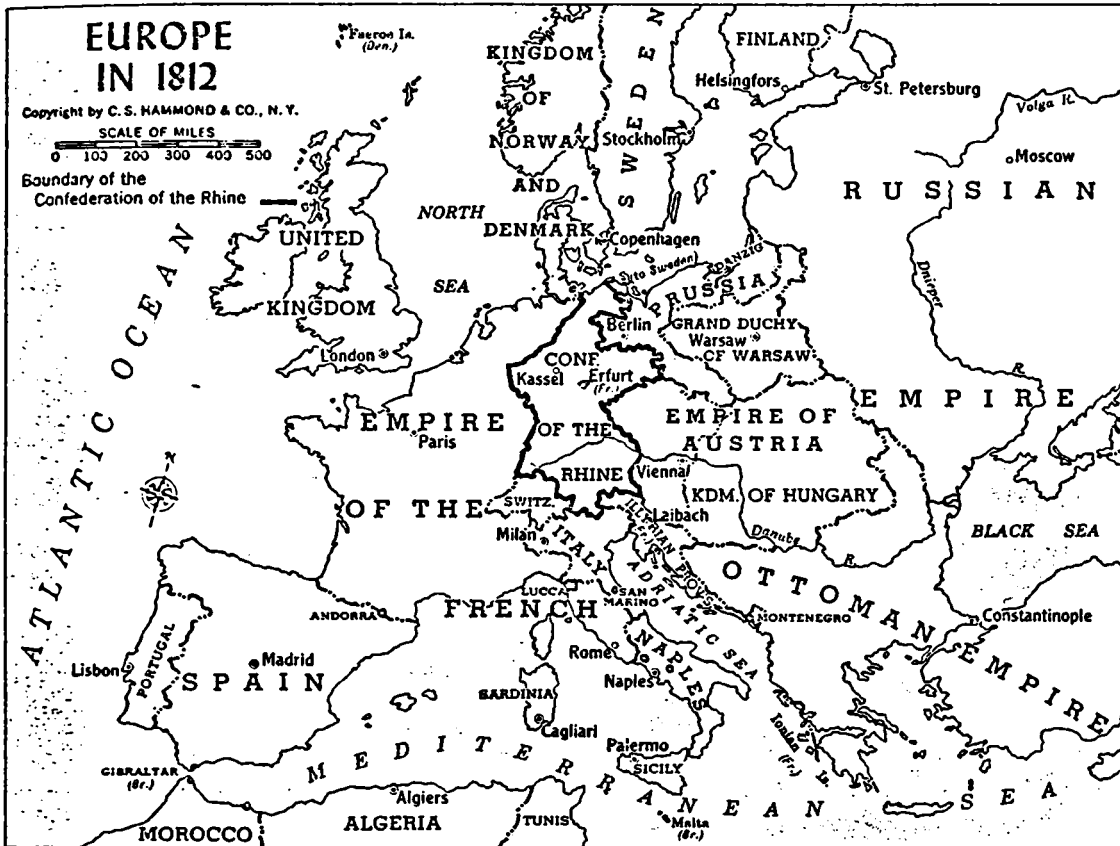 EUROPE
IN 1812
Copyright by C. S. HAMMOND & CO., N. Y.
SCALE OF MILES
0 100 200 300 400 500
Boundary of the
Confederation of the Rhine
Faeroe Is.
(Den.)
KINGDOM
OF
NORWAY
AND
DENMARK
SWEDEN
FINLAND
Helsingfors
St. Petersburg
Stockholm
Volga R.
Moscow
RUSSIAN
EMPIRE
NORTH
SEA
UNITED
KINGDOM
London
Copenhagen
(to Sweden)
DANZIG
PRUSSIA
Berlin
GRAND DUCHY
Warsaw
OF WARSAW
Dnieper
R.
ATLANTIC OCEAN
CONF.
Kassel
Erfurt
(Fr.)
OF THE
RHINE
EMPIRE
Paris
OF THE
FRENCH
EMPIRE OF
AUSTRIA
Vienna
KDM. OF HUNGARY
SWITZ.
Laibach
Milan
ITALY
ILLYRIAN PROVS.
Danube
R.
BLACK SEA
OTTOMAN EMPIRE
ADRIATIC SEA
LUCCA
SAN
MARINO
MONTENEGRO
Constantinople
ANDORRA
Lisbon
PORTUGAL
Madrid
SPAIN
Rome
NAPLES
Naples
SARDINIA
Cagliari
Ionian Is.
(Fr.)
Palermo
SICILY
MEDITERRANEAN SEA
GIBRALTAR
(Br.)
Algiers
Malta
(Br.)
MOROCCO
ALGERIA
TUNIS